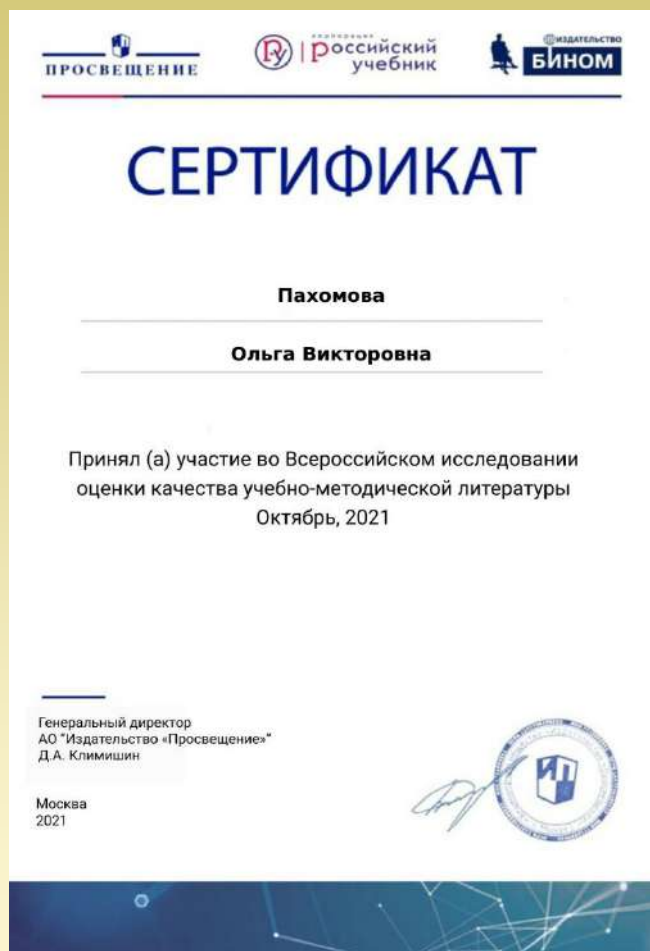 ПРОСВЕЩЕНИЕ
корпорация
российский
учебник
ИЗДАТЕЛЬСТВО
БИНОМ
СЕРТИФИКАТ
Пахомова
Ольга Викторовна
Принял (а) участие во Всероссийском исследовании
оценки качества учебно-методической литературы
Октябрь, 2021
Генеральный директор
АО "Издательство «Просвещение»"
Д.А. Климишин
Москва
2021
ИП